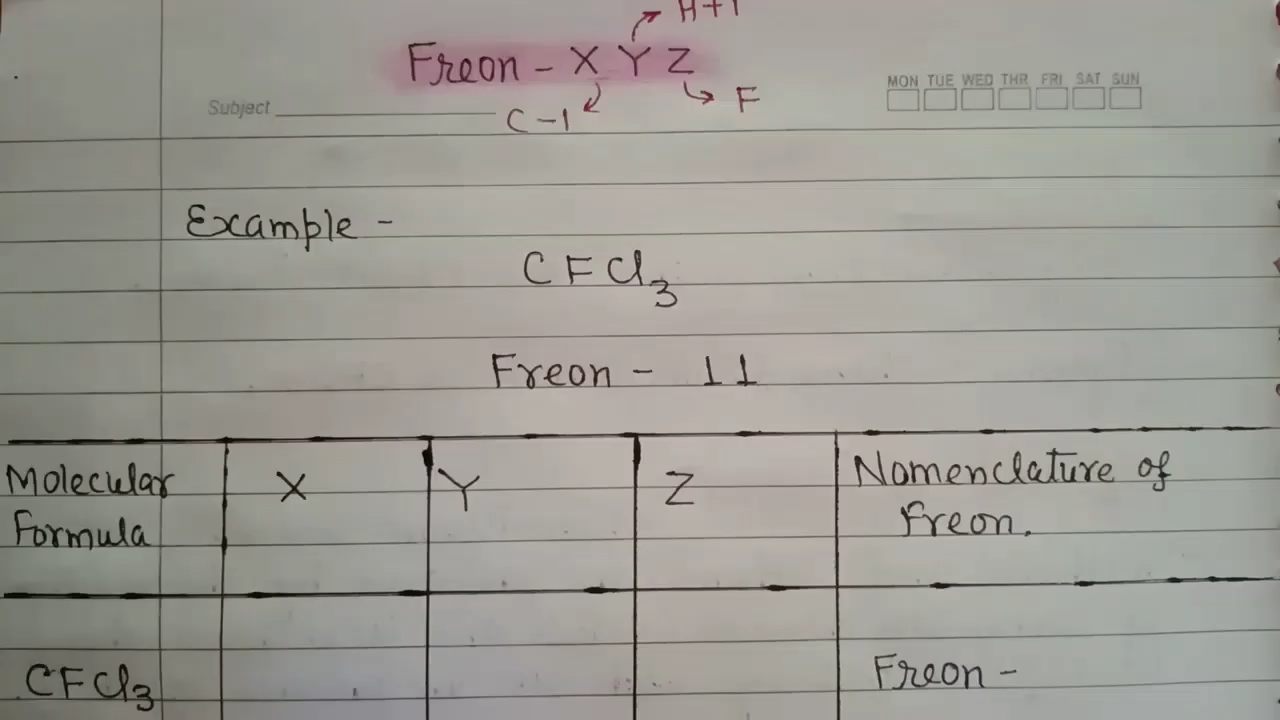 H+1
Freon - X Y Z
MON TUE WED THR FRI SAT SUN
Subject
C-1
F
Example -
CFCl₃
Freon - 11
Molecular Formula
X
Y
Z
Nomenclature of Freon.
CFCl₃
Freon -